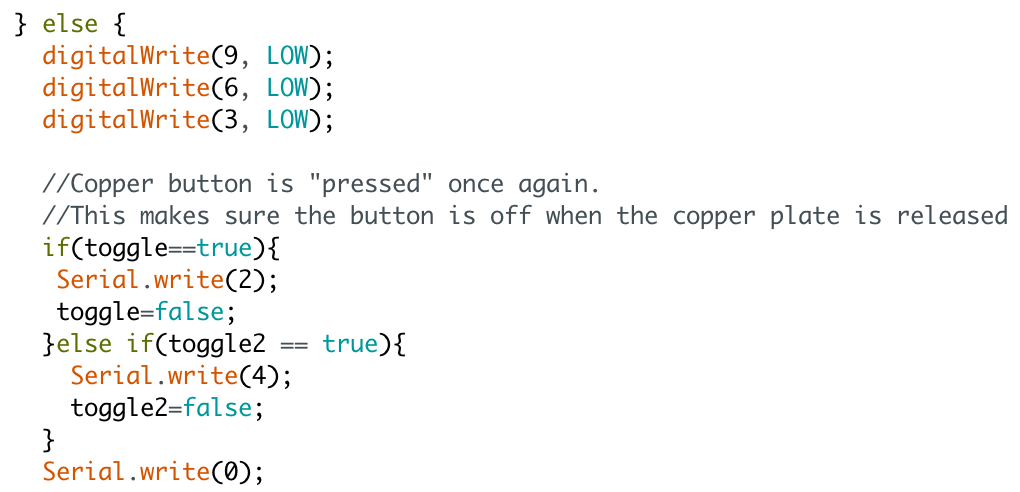 } else {
  digitalWrite(9, LOW);
  digitalWrite(6, LOW);
  digitalWrite(3, LOW);

  //Copper button is "pressed" once again.
  //This makes sure the button is off when the copper plate is released
  if(toggle==true){
   Serial.write(2);
   toggle=false;
  }else if(toggle2 == true){
    Serial.write(4);
    toggle2=false;
  }
  Serial.write(0);